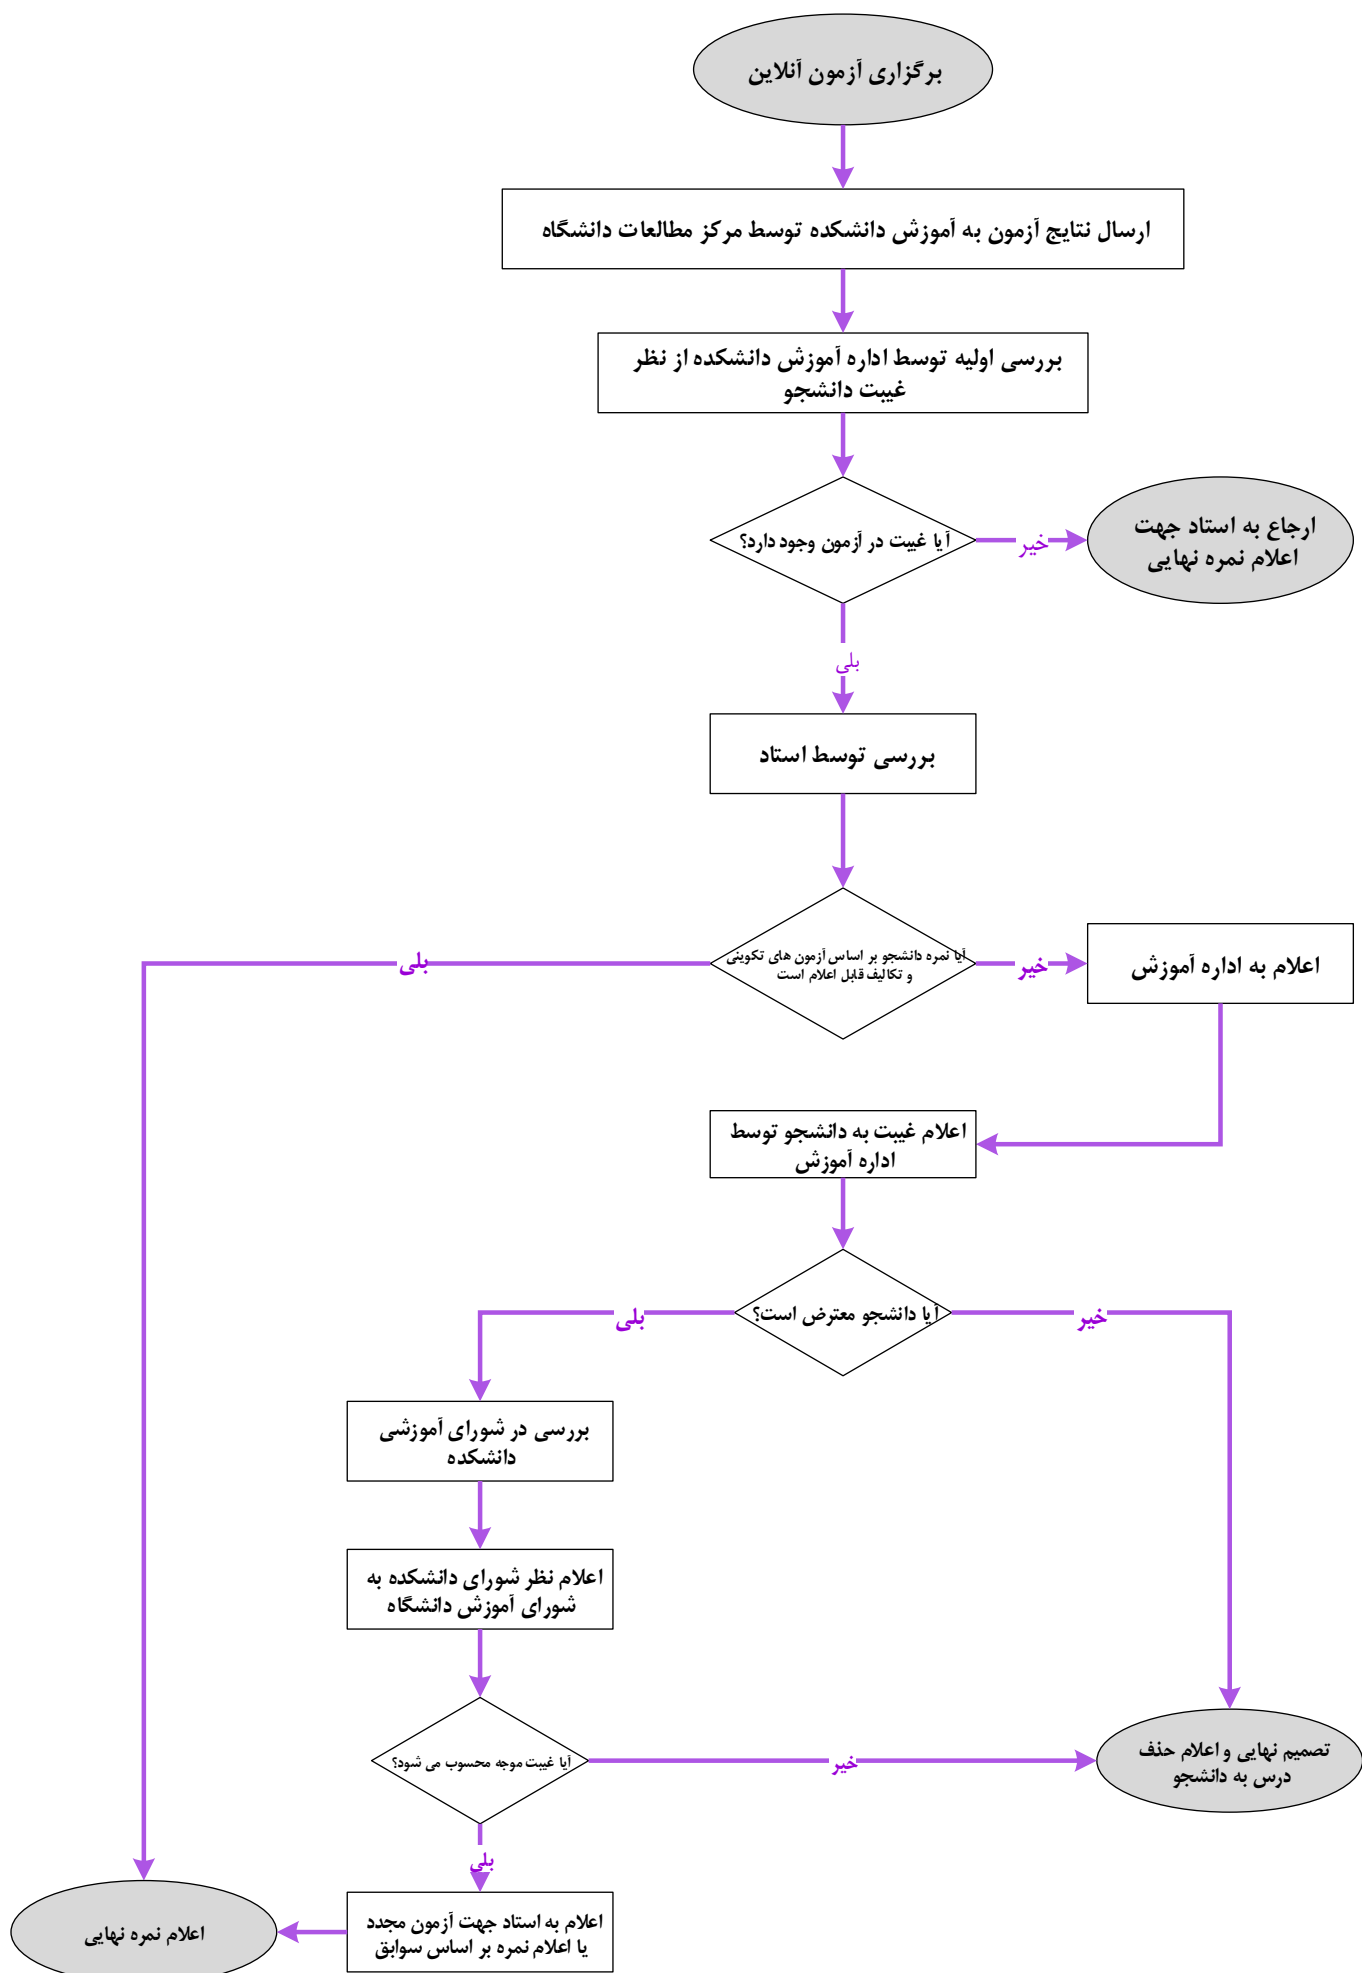 برگزاری آزمون آنلاین
ارسال نتایج آزمون به آموزش دانشکده توسط مرکز مطالعات دانشگاه
بررسی اولیه توسط اداره آموزش دانشکده از نظر
غیبت دانشجو
آیا غیبت در آزمون وجود دارد؟
خیر
ارجاع به استاد جهت
اعلام نمره نهایی
بلی
بررسی توسط استاد
آیا نمره دانشجو بر اساس آزمون های تکوینی
و تکالیف قابل اعلام است
خیر
اعلام به اداره آموزش
بلی
اعلام غیبت به دانشجو توسط
اداره آموزش
آیا دانشجو معترض است؟
خیر
بلی
بررسی در شورای آموزشی
دانشکده
اعلام نظر شورای دانشکده به
شورای آموزش دانشگاه
آیا غیبت موجه محسوب می شود؟
خیر
تصمیم نهایی و اعلام حذف
درس به دانشجو
بلی
اعلام به استاد جهت آزمون مجدد
یا اعلام نمره بر اساس سوابق
اعلام نمره نهایی